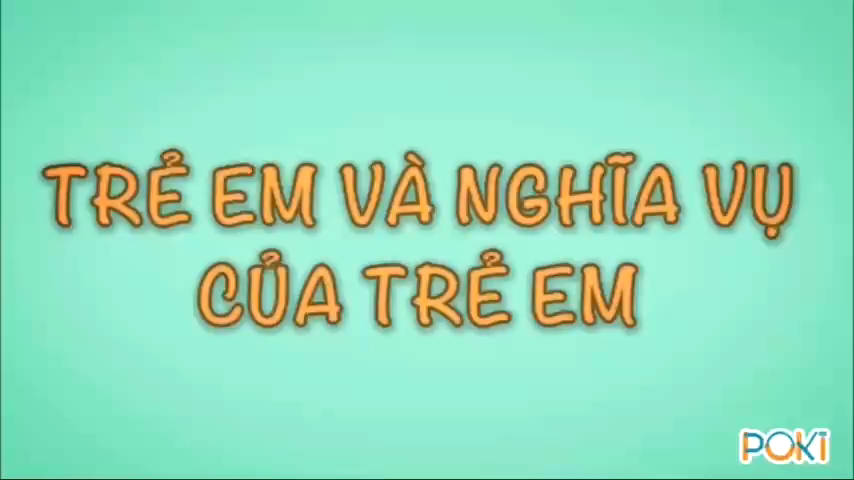 TRẺ EM VÀ NGHĨA VỤ
CỦA TRẺ EM
POKI